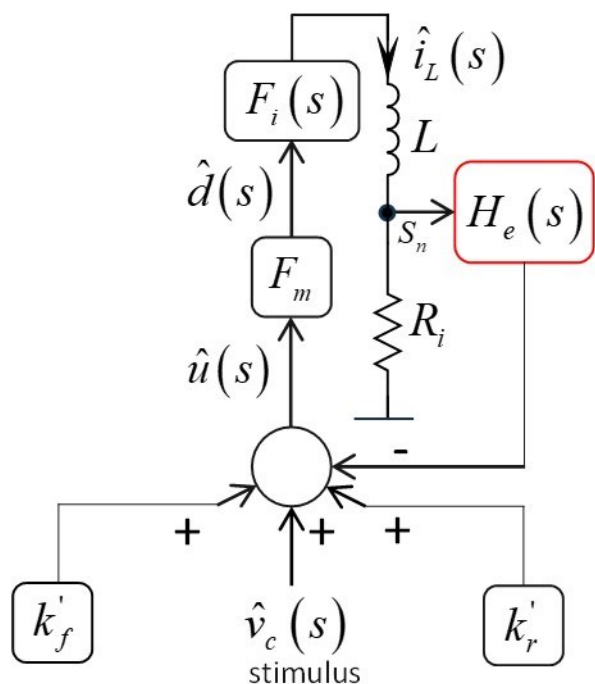 î_L(s)
F_i(s)
L
d̂(s)
S_n
H_e(s)
F_m
R_i
û(s)
-
+ + +
k'_f
v̂_c(s)
k'_r
stimulus